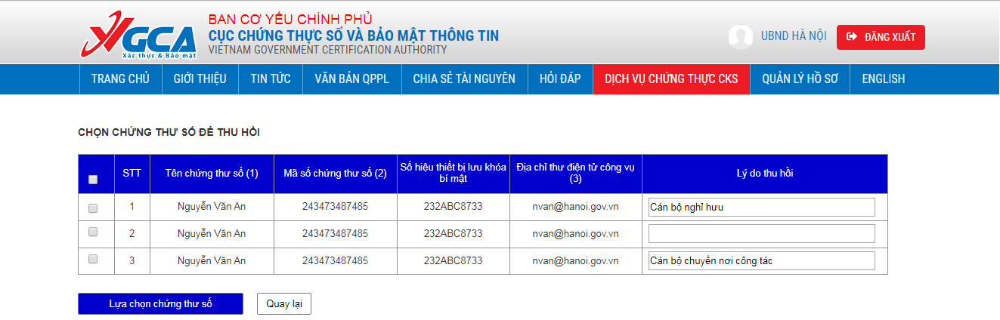 VGCA
Xác thực & Bảo mật
BAN CƠ YẾU CHÍNH PHỦ
CỤC CHỨNG THỰC SỐ VÀ BẢO MẬT THÔNG TIN
VIETNAM GOVERNMENT CERTIFICATION AUTHORITY
UBND HÀ NỘI
ĐĂNG XUẤT
TRANG CHỦ GIỚI THIỆU TIN TỨC VĂN BẢN QPPL CHIA SẺ TÀI NGUYÊN HỎI ĐÁP DỊCH VỤ CHỨNG THỰC CKS QUẢN LÝ HỒ SƠ ENGLISH
CHỌN CHỨNG THƯ SỐ ĐỂ THU HỒI
STT Tên chứng thư số (1) Mã số chứng thư số (2) Số hiệu thiết bị lưu khóa bí mật Địa chỉ thư điện tử công vụ (3) Lý do thu hồi
1 Nguyễn Văn An 243473487485 232ABC8733 nvan@hanoi.gov.vn Cán bộ nghỉ hưu
2 Nguyễn Văn An 243473487485 232ABC8733 nvan@hanoi.gov.vn
3 Nguyễn Văn An 243473487485 232ABC8733 nvan@hanoi.gov.vn Cán bộ chuyển nơi công tác
Lựa chọn chứng thư số Quay lại